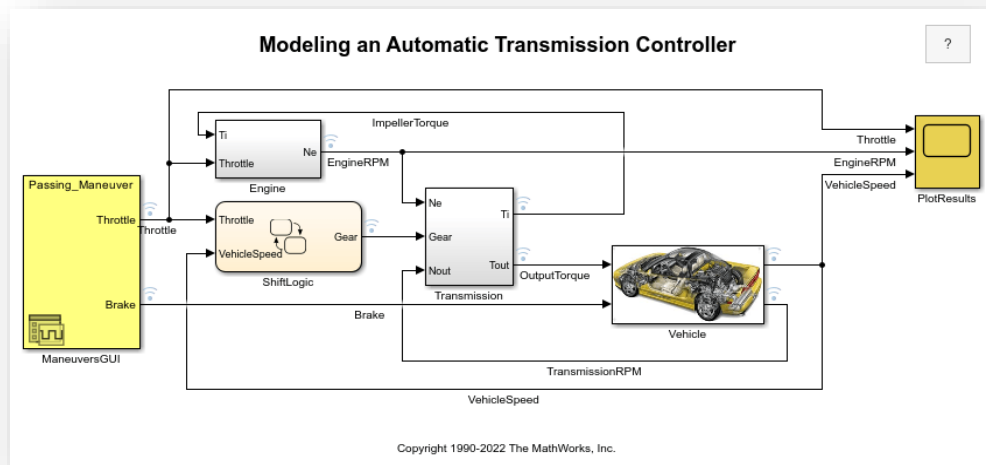 Modeling an Automatic Transmission Controller
?
ImpellerTorque
Ti
Throttle
Ne
EngineRPM
Engine
Throttle
EngineRPM
VehicleSpeed
PlotResults
Passing_Maneuver
Throttle
Throttle
Brake
ManeuversGUI
Throttle
VehicleSpeed
Gear
ShiftLogic
Ne
Gear
Nout
Ti
Tout
Transmission
OutputTorque
Brake
Vehicle
TransmissionRPM
VehicleSpeed
Copyright 1990-2022 The MathWorks, Inc.